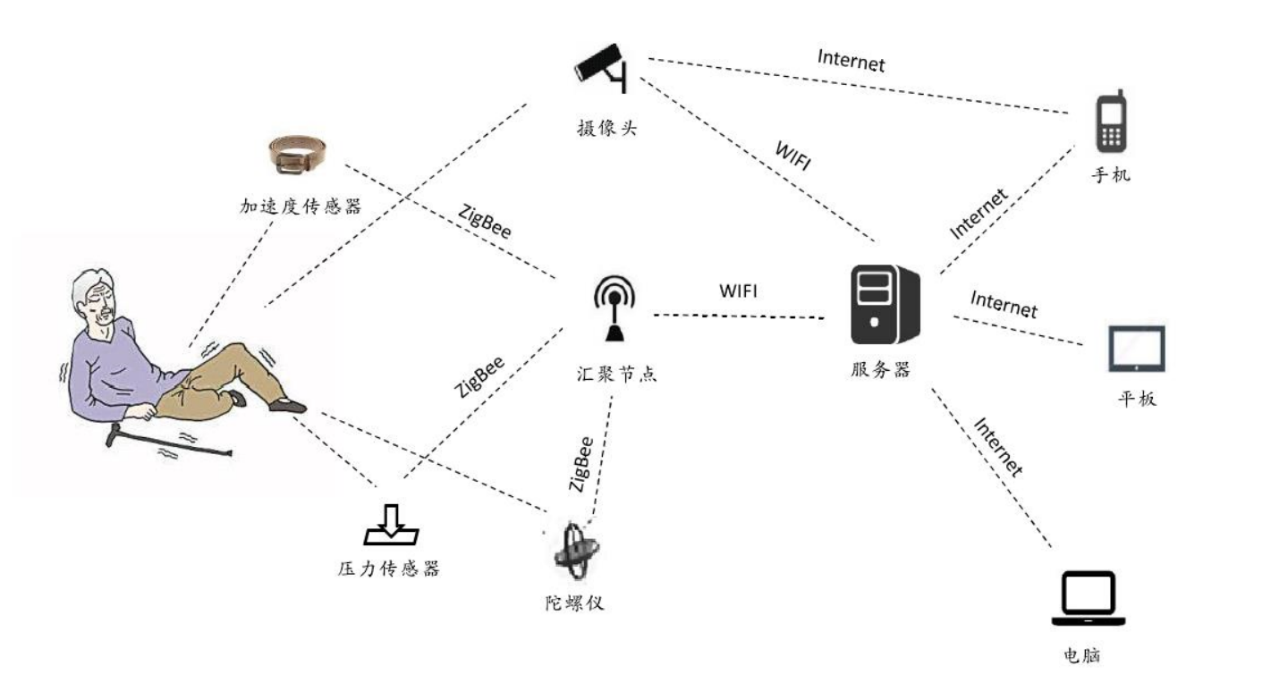 Internet
摄像头
WIFI
手机
加速度传感器
ZigBee
Internet
WIFI
Internet
汇聚节点
服务器
平板
ZigBee
Internet
ZigBee
压力传感器
陀螺仪
电脑